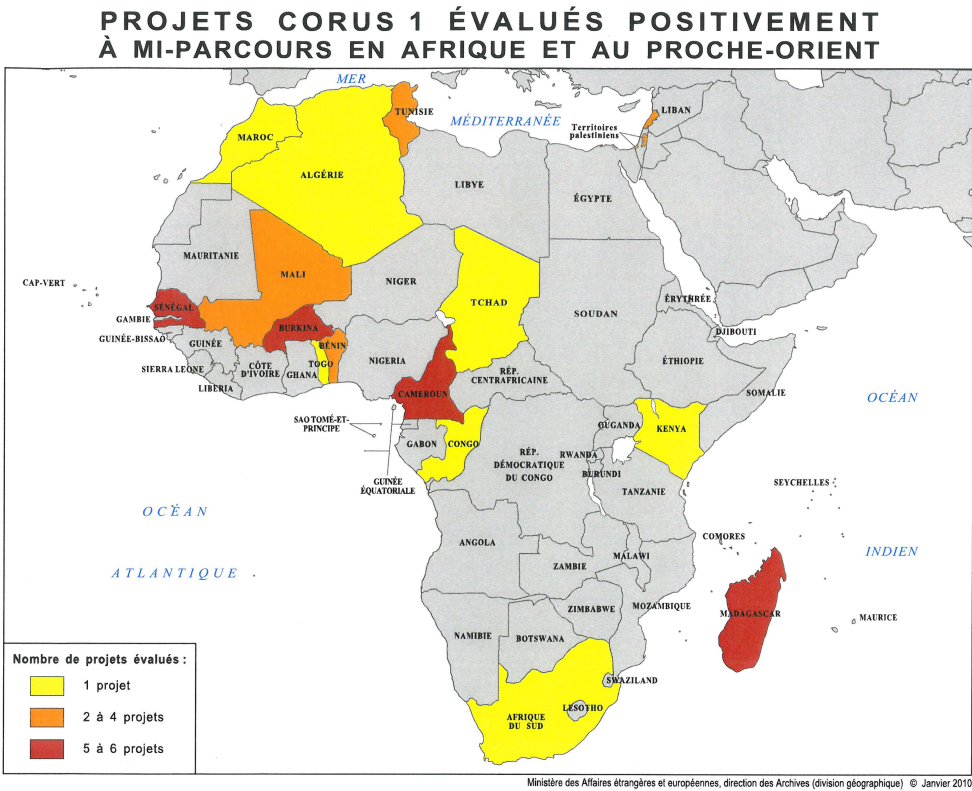 PROJETS CORUS 1 ÉVALUÉS POSITIVEMENT
À MI-PARCOURS EN AFRIQUE ET AU PROCHE-ORIENT
MER
MÉDITERRANÉE
TUNISIE
LIBAN
Territoires
palestiniens
MAROC
ALGÉRIE
LIBYE
ÉGYPTE
MAURITANIE
MALI
NIGER
TCHAD
SOUDAN
ÉRYTHRÉE
DJIBOUTI
CAP-VERT
SÉNÉGAL
GAMBIE
GUINÉE-BISSAO
GUINÉE
SIERRA LEONE
LIBERIA
CÔTE
D'IVOIRE
BURKINA
GHANA
TOGO
BÉNIN
NIGERIA
CAMEROUN
RÉP.
CENTRAFRICAINE
ÉTHIOPIE
SOMALIE
SAO TOMÉ-ET-
PRINCIPE
GUINÉE
ÉQUATORIALE
GABON
CONGO
RÉP.
DÉMOCRATIQUE
DU CONGO
OUGANDA
RWANDA
BURUNDI
KENYA
TANZANIE
OCÉAN
INDIEN
SEYCHELLES
COMORES
OCÉAN
ATLANTIQUE
ANGOLA
ZAMBIE
MALAWI
MOZAMBIQUE
ZIMBABWE
NAMIBIE
BOTSWANA
MADAGASCAR
MAURICE
SWAZILAND
LESOTHO
AFRIQUE
DU SUD
Nombre de projets évalués :
1 projet
2 à 4 projets
5 à 6 projets
Ministère des Affaires étrangères et européennes, direction des Archives (division géographique) © Janvier 2010